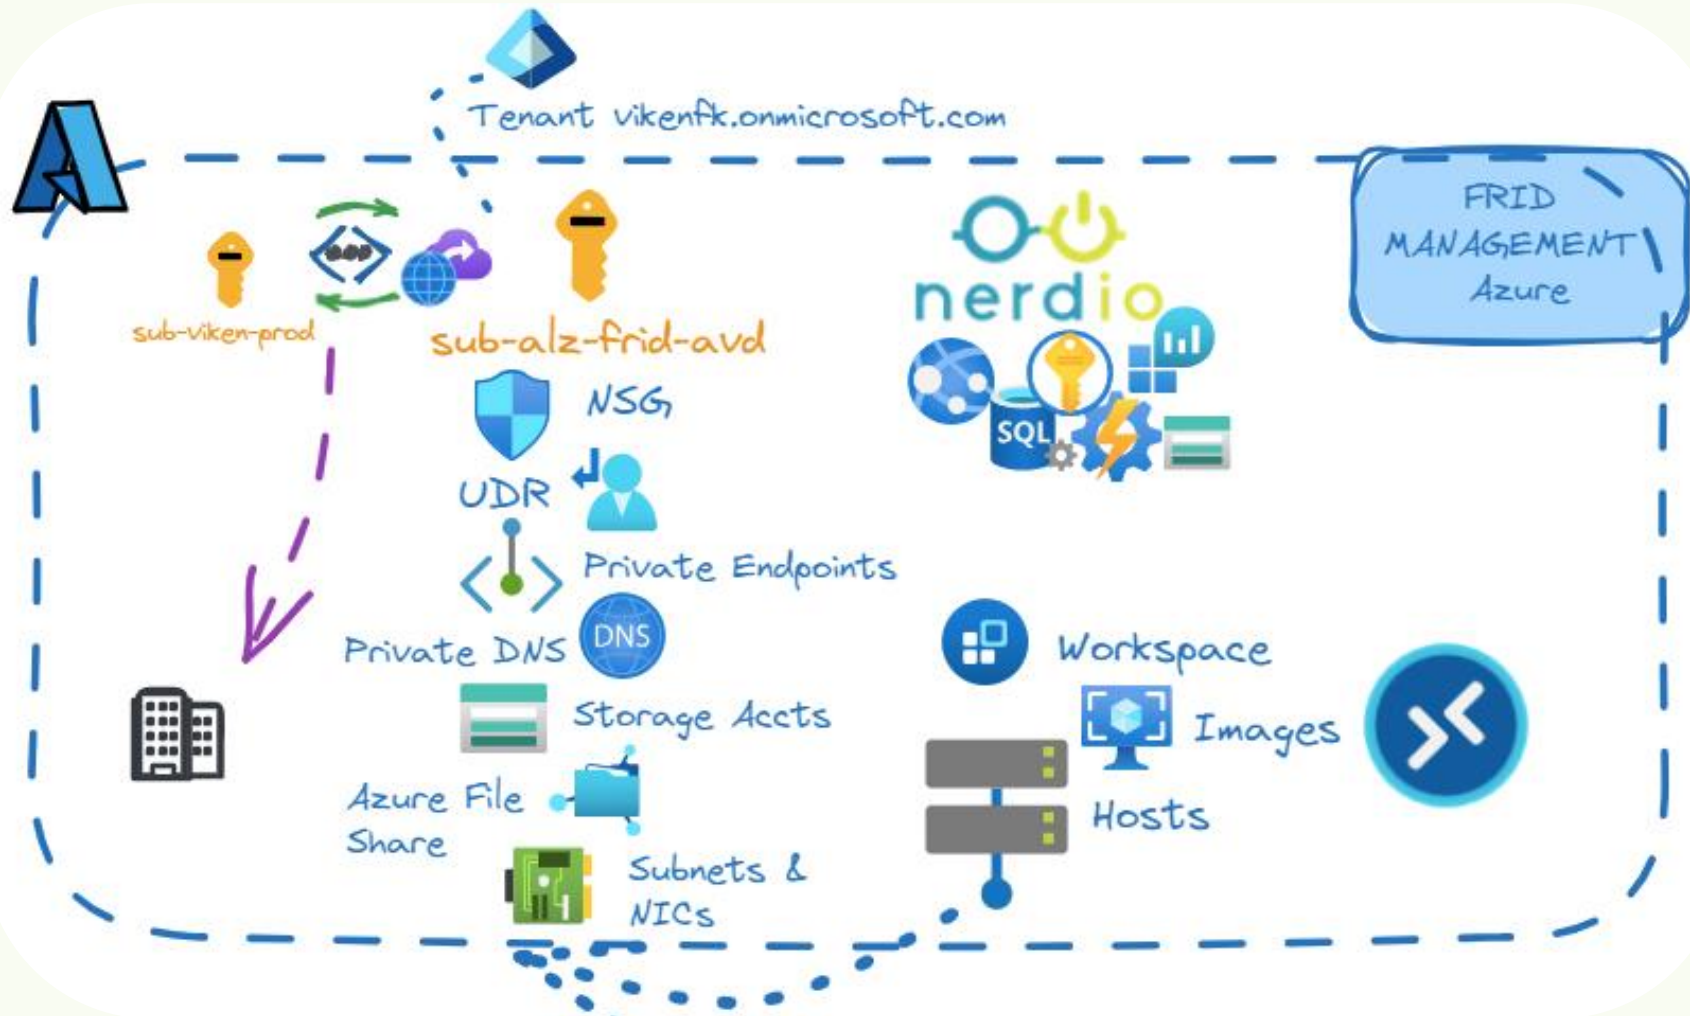 Tenant vikenfk.onmicrosoft.com
FRID
MANAGEMENT
Azure
sub-viken-prod
sub-alz-frid-avd
nerdio
NSG
SQL
UDR
Private Endpoints
Private DNS
DNS
Workspace
Storage Accts
Images
Azure File
Share
Hosts
Subnets &
NICs